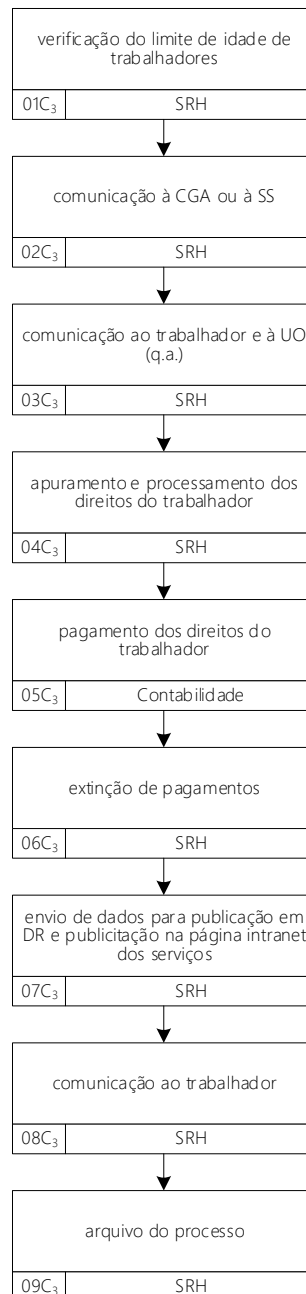 verificação do limite de idade de
trabalhadores
01C₃ SRH
comunicação à CGA ou à SS
02C₃ SRH
comunicação ao trabalhador e à UO
(q.a.)
03C₃ SRH
apuramento e processamento dos
direitos do trabalhador
04C₃ SRH
pagamento dos direitos do
trabalhador
05C₃ Contabilidade
extinção de pagamentos
06C₃ SRH
envio de dados para publicação em
DR e publicitação na página intranet
dos serviços
07C₃ SRH
comunicação ao trabalhador
08C₃ SRH
arquivo do processo
09C₃ SRH